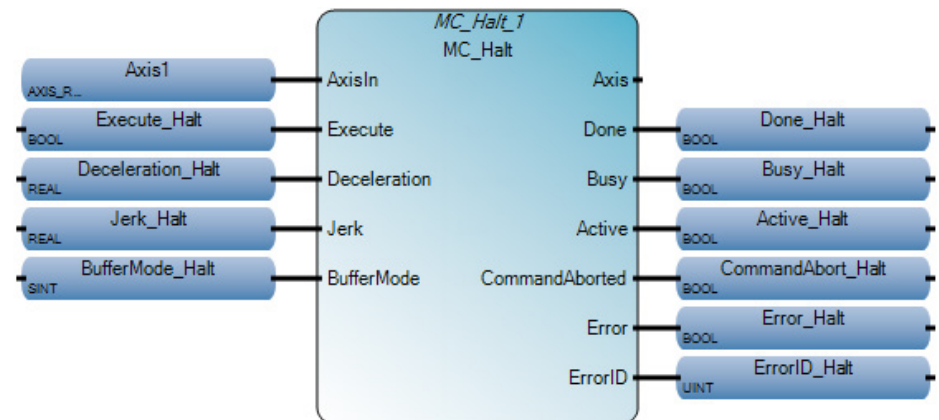 MC_Halt_1
MC_Halt
Axis1
AXIS_R...
AxisIn
Axis
Execute_Halt
BOOL
Execute
Done
Done_Halt
BOOL
Deceleration_Halt
REAL
Deceleration
Busy
Busy_Halt
BOOL
Jerk_Halt
REAL
Jerk
Active
Active_Halt
BOOL
BufferMode_Halt
SINT
BufferMode
CommandAborted
CommandAbort_Halt
BOOL
Error
Error_Halt
BOOL
ErrorID
ErrorID_Halt
UINT